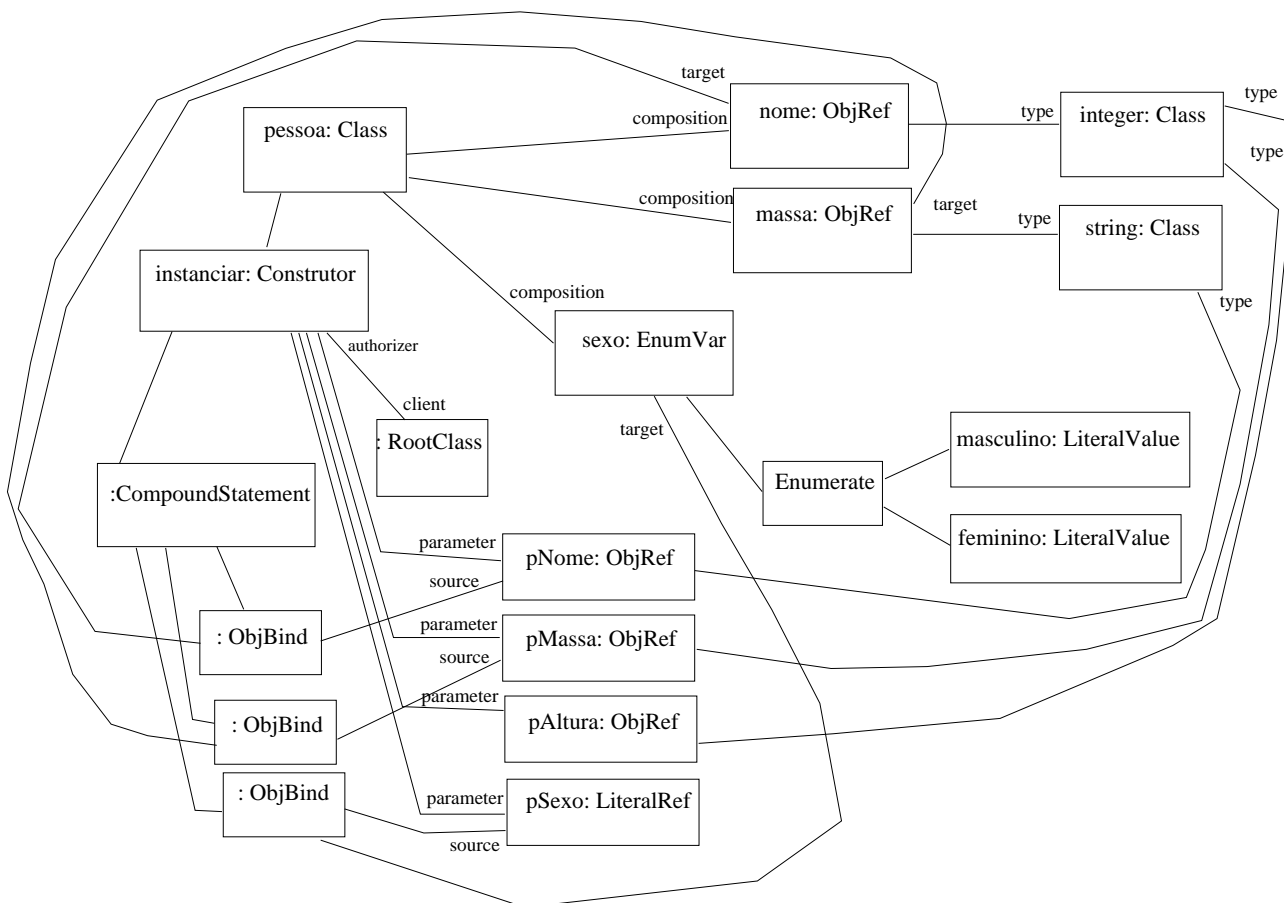 target
type
nome: ObjRef
type
integer: Class
composition
pessoa: Class
type
composition
massa: ObjRef
target
type
string: Class
instanciar: Construtor
composition
type
sexo: EnumVar
authorizer
client
target
: RootClass
masculino: LiteralValue
Enumerate
:CompoundStatement
feminino: LiteralValue
parameter
pNome: ObjRef
source
: ObjBind
parameter
pMassa: ObjRef
source
parameter
pAltura: ObjRef
: ObjBind
: ObjBind
parameter
pSexo: LiteralRef
source